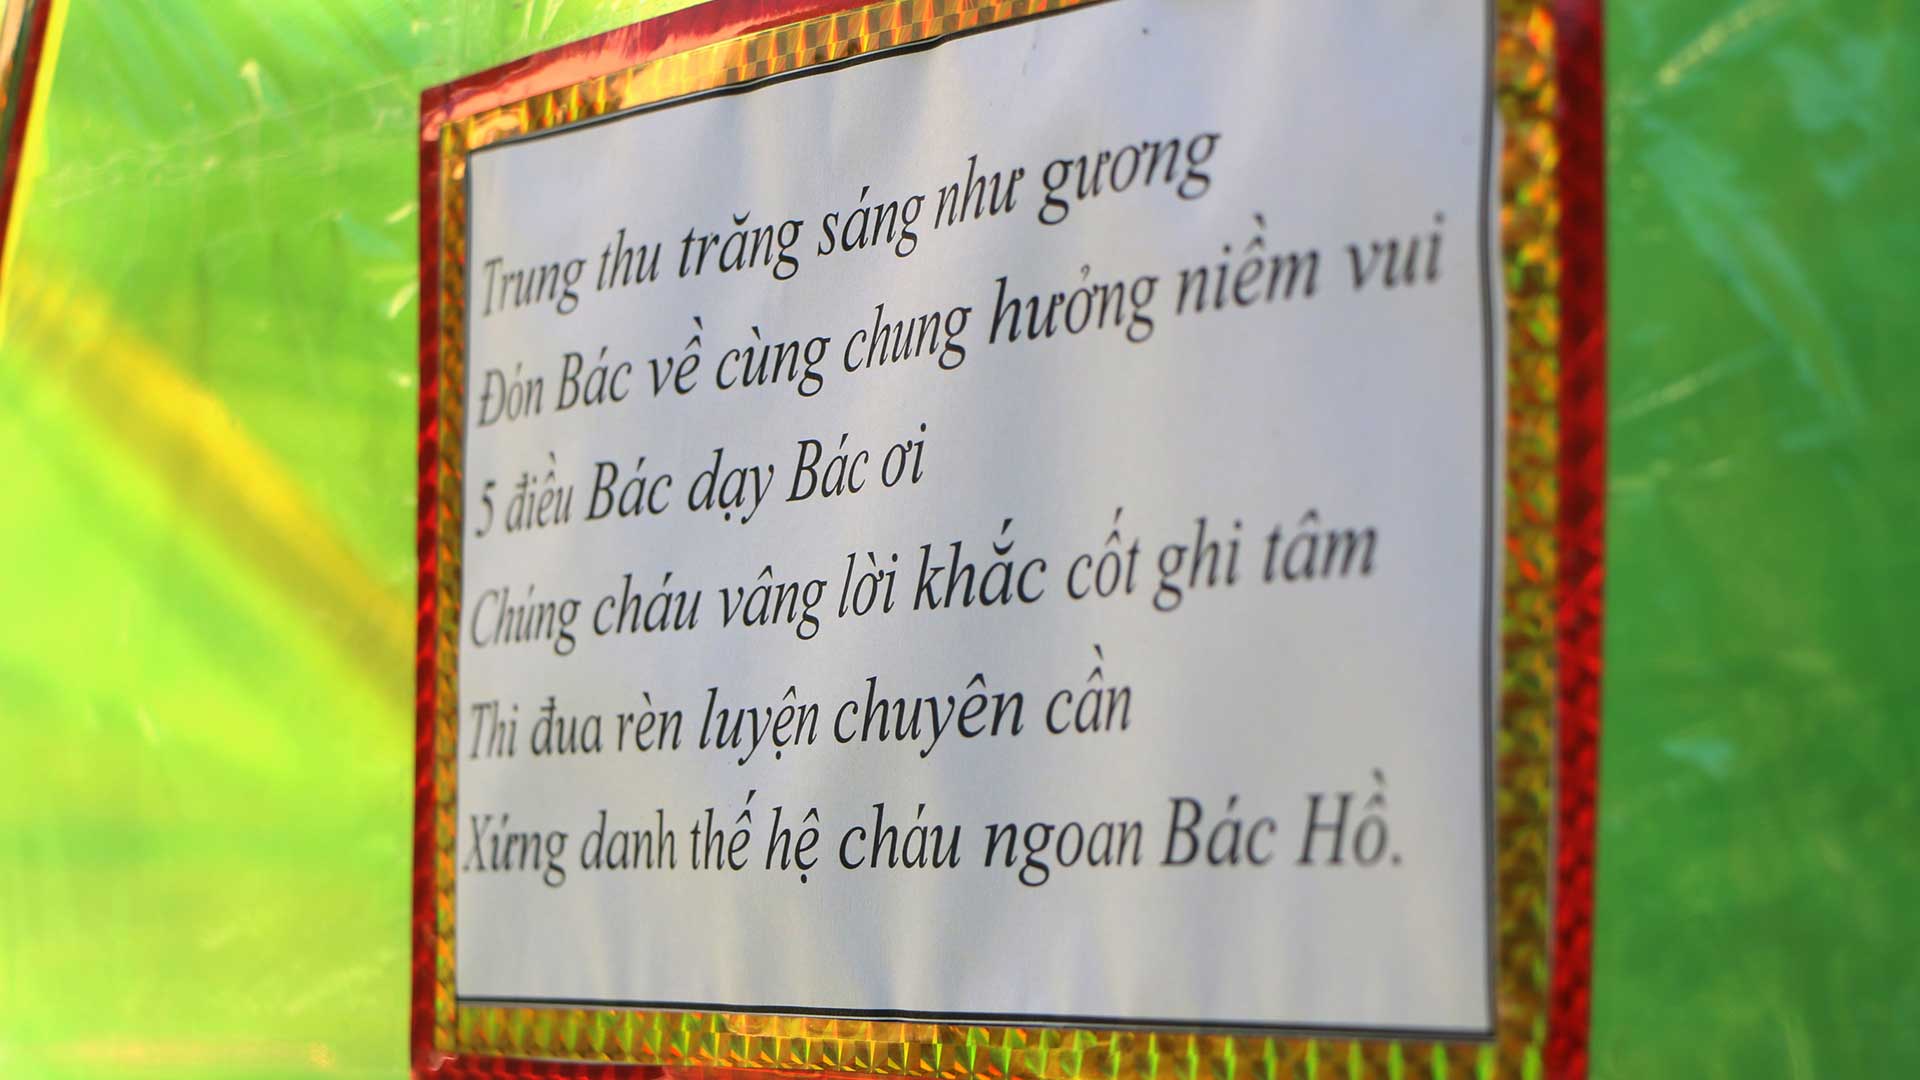 Trung thu trăng sáng như gương
Đón Bác về cùng chung hưởng niềm vui
5 điều Bác dạy Bác ơi
Chúng cháu vâng lời khắc cốt ghi tâm
Thi đua rèn luyện chuyên cần
Xứng danh thế hệ cháu ngoan Bác Hồ.